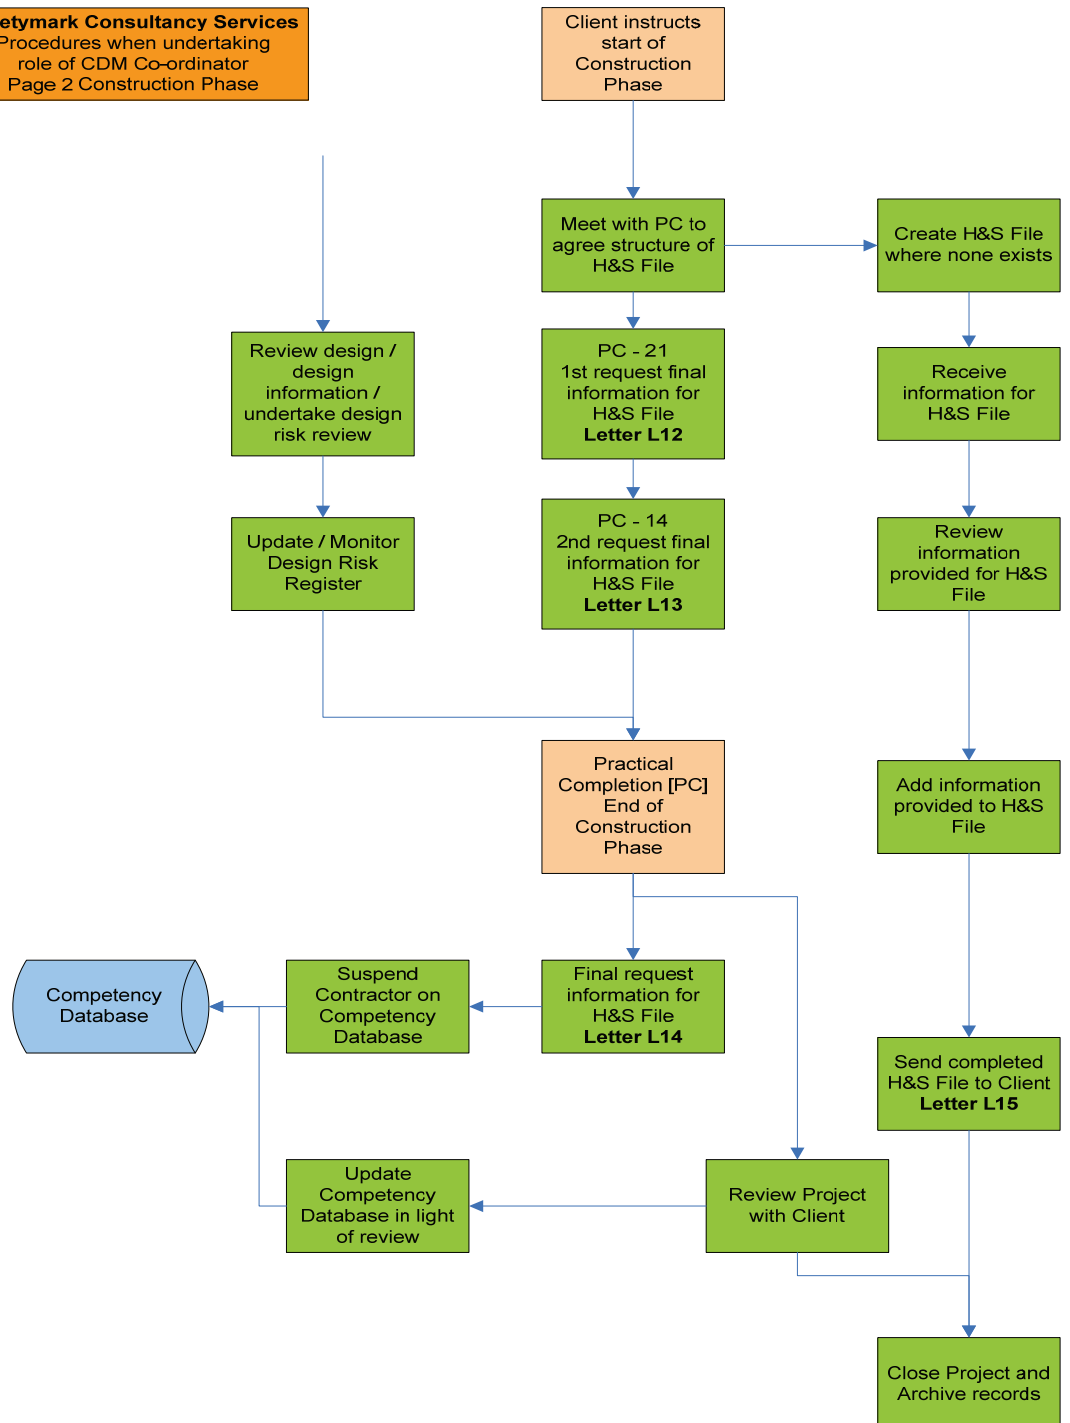 etymark Consultancy Services
Procedures when undertaking
role of CDM Co-ordinator
Page 2 Construction Phase
Client instructs
start of
Construction
Phase
Meet with PC to
agree structure of
H&S File
Create H&S File
where none exists
Review design /
design
information /
undertake design
risk review
PC - 21
1st request final
information for
H&S File
Letter L12
Receive
information for
H&S File
Update / Monitor
Design Risk
Register
PC - 14
2nd request final
information for
H&S File
Letter L13
Review
information
provided for H&S
File
Practical
Completion [PC]
End of
Construction
Phase
Add information
provided to H&S
File
Competency
Database
Suspend
Contractor on
Competency
Database
Final request
information for
H&S File
Letter L14
Send completed
H&S File to Client
Letter L15
Update
Competency
Database in light
of review
Review Project
with Client
Close Project and
Archive records